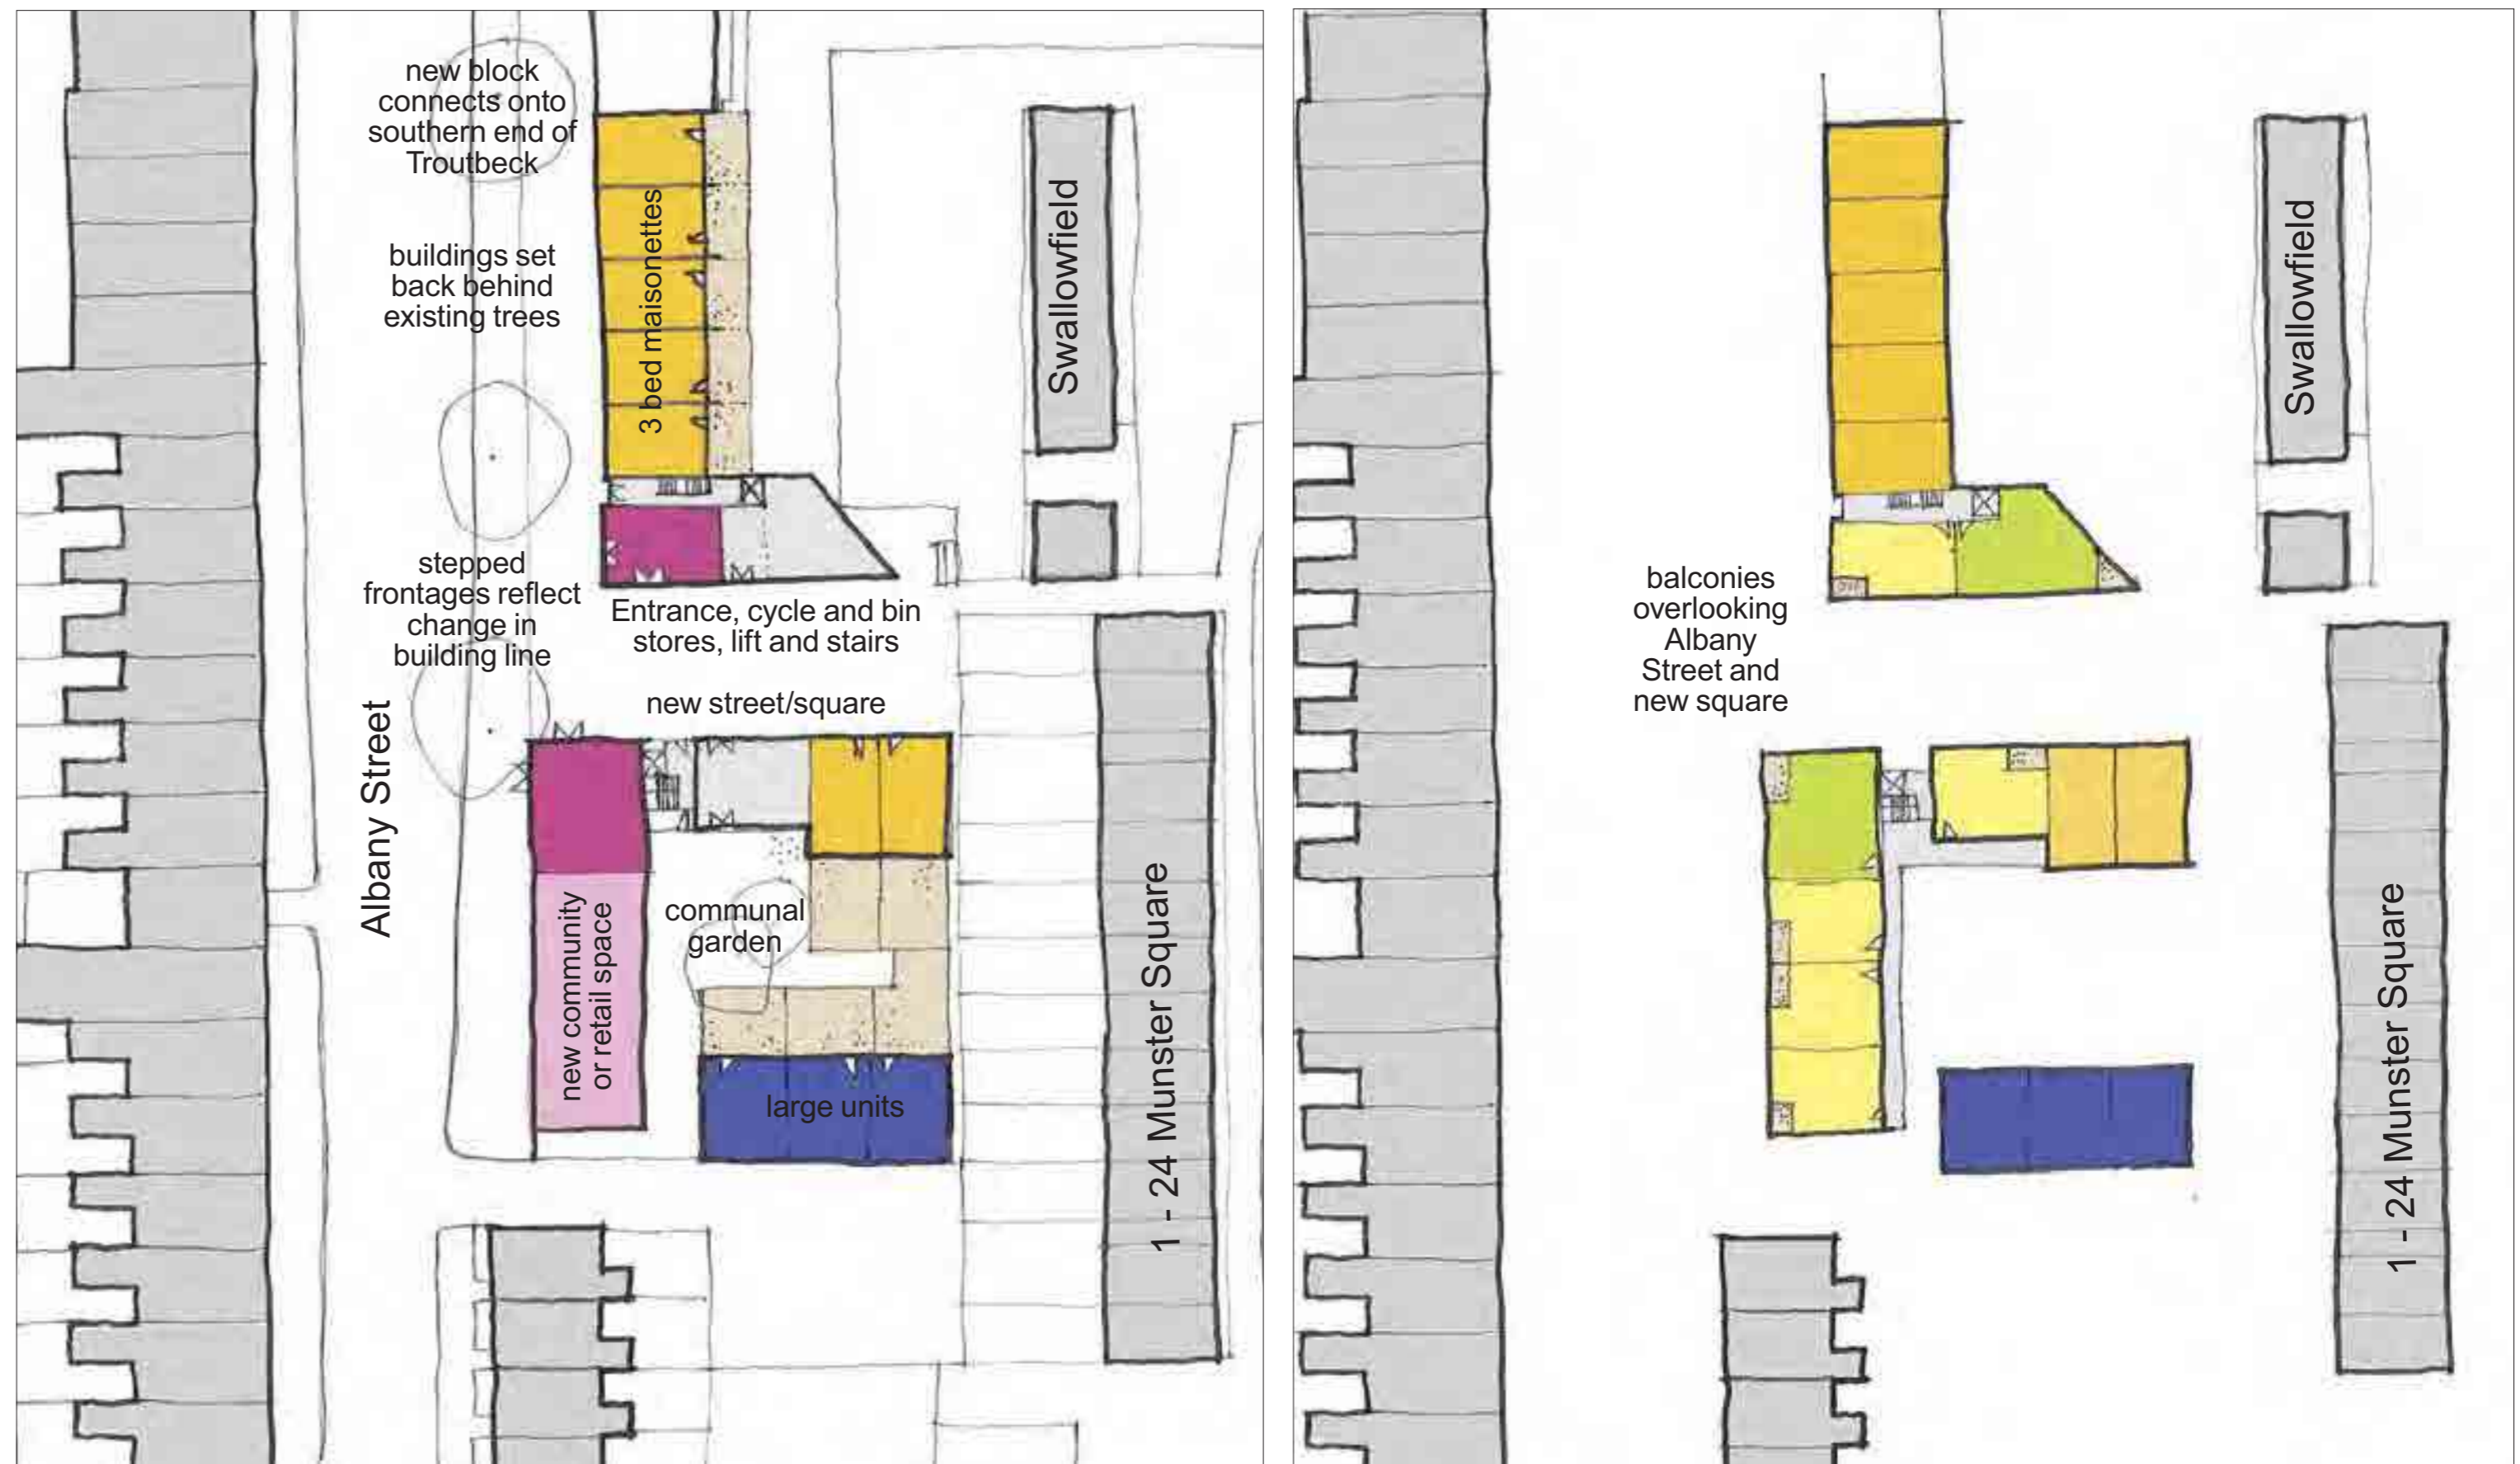 new block
connects onto
southern end of
Troutbeck
buildings set
back behind
existing trees
3 bed maisonettes
Swallowfield
stepped
frontages reflect
change in
building line
Entrance, cycle and bin
stores, lift and stairs
new street/square
Albany Street
new community
or retail space
communal
garden
large units
1 - 24 Munster Square
Swallowfield
balconies
overlooking
Albany
Street and
new square
1 - 24 Munster Square